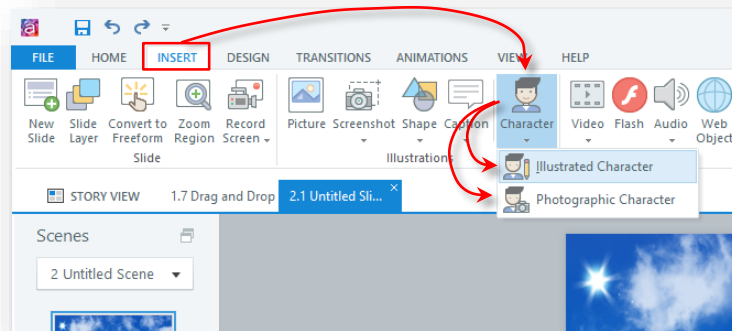 FILE HOME INSERT DESIGN TRANSITIONS ANIMATIONS VIEW HELP
New Slide Convert to Zoom Record Picture Screenshot Shape Caption Character Video Flash Audio Web
Slide Layer Freeform Region Screen Object
Slide Illustrations
Illustrated Character
STORY VIEW 1.7 Drag and Drop 2.1 Untitled Sli...
Photographic Character
Scenes
2 Untitled Scene